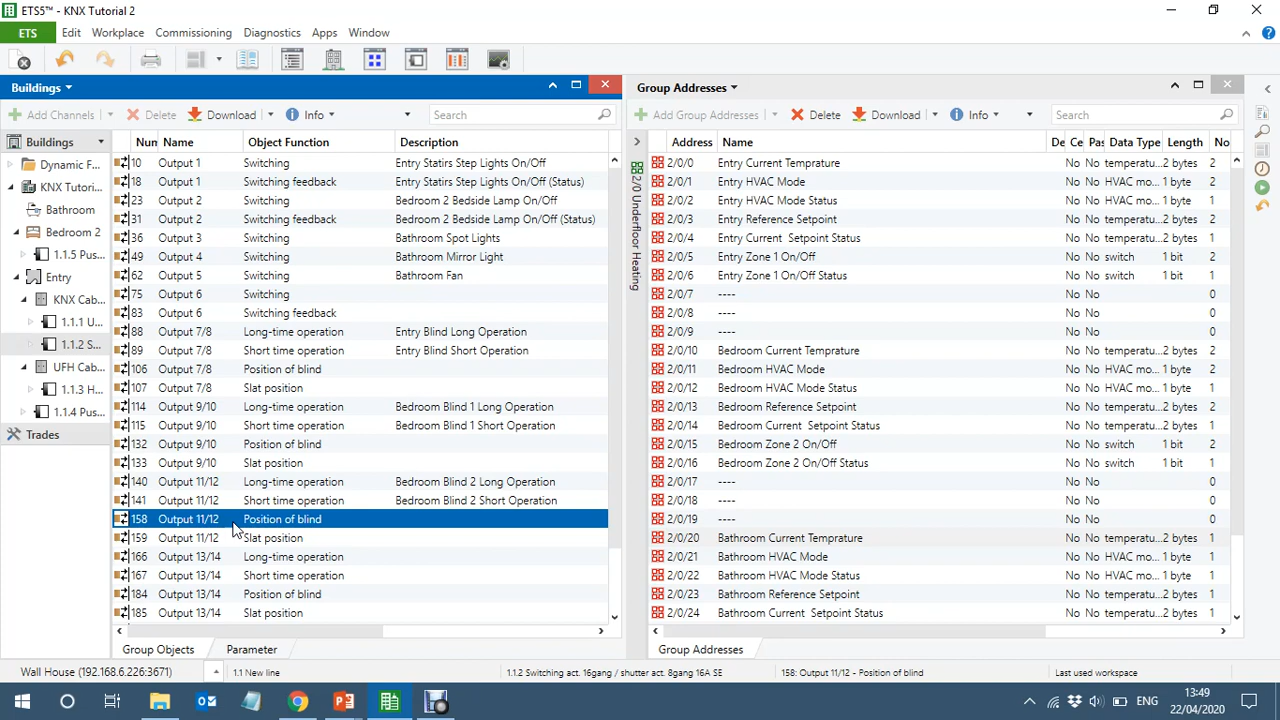 ETS5™ - KNX Tutorial 2
ETS Edit Workplace Commissioning Diagnostics Apps Window
Buildings
Add Channels Delete Download Info Search
Buildings Num Name Object Function Description
Dynamic F...
KNX Tutori...
Bathroom
Bedroom 2
1.1.5 Pus...
Entry
KNX Cab...
1.1.1 U...
1.1.2 S...
UFH Cab...
1.1.3 H...
1.1.4 Pus...
Trades
10 Output 1 Switching Entry Statirs Step Lights On/Off
18 Output 1 Switching feedback Entry Statirs Step Lights On/Off (Status)
23 Output 2 Switching Bedroom 2 Bedside Lamp On/Off
31 Output 2 Switching feedback Bedroom 2 Bedside Lamp On/Off (Status)
36 Output 3 Switching Bathroom Spot Lights
49 Output 4 Switching Bathroom Mirror Light
62 Output 5 Switching Bathroom Fan
75 Output 6 Switching
83 Output 6 Switching feedback
88 Output 7/8 Long-time operation Entry Blind Long Operation
89 Output 7/8 Short time operation Entry Blind Short Operation
106 Output 7/8 Position of blind
107 Output 7/8 Slat position
114 Output 9/10 Long-time operation Bedroom Blind 1 Long Operation
115 Output 9/10 Short time operation Bedroom Blind 1 Short Operation
132 Output 9/10 Position of blind
133 Output 9/10 Slat position
140 Output 11/12 Long-time operation Bedroom Blind 2 Long Operation
141 Output 11/12 Short time operation Bedroom Blind 2 Short Operation
158 Output 11/12 Position of blind
159 Output 11/12 Slat position
166 Output 13/14 Long-time operation
167 Output 13/14 Short time operation
184 Output 13/14 Position of blind
185 Output 13/14 Slat position
Group Objects Parameter
Group Addresses
Add Group Addresses Delete Download Info Search
2/0 Underfloor Heating
Address Name De Ce Pas Data Type Length No
2/0/0 Entry Current Temprature No No temperatu... 2 bytes 2
2/0/1 Entry HVAC Mode No No HVAC mo... 1 byte 2
2/0/2 Entry HVAC Mode Status No No HVAC mo... 1 byte 2
2/0/3 Entry Reference Setpoint No No temperatu... 2 bytes 2
2/0/4 Entry Current Setpoint Status No No temperatu... 2 bytes 1
2/0/5 Entry Zone 1 On/Off No No switch 1 bit 2
2/0/6 Entry Zone 1 On/Off Status No No switch 1 bit 1
2/0/7 ---- No No 0
2/0/8 ---- No No 0
2/0/9 ---- No No 0
2/0/10 Bedroom Current Temprature No No temperatu... 2 bytes 2
2/0/11 Bedroom HVAC Mode No No HVAC mo... 1 byte 2
2/0/12 Bedroom HVAC Mode Status No No HVAC mo... 1 byte 1
2/0/13 Bedroom Reference Setpoint No No temperatu... 2 bytes 2
2/0/14 Bedroom Current Setpoint Status No No temperatu... 2 bytes 1
2/0/15 Bedroom Zone 2 On/Off No No switch 1 bit 2
2/0/16 Bedroom Zone 2 On/Off Status No No switch 1 bit 1
2/0/17 ---- No No 0
2/0/18 ---- No No 0
2/0/19 ---- No No 0
2/0/20 Bathroom Current Temprature No No temperatu... 2 bytes 1
2/0/21 Bathroom HVAC Mode No No HVAC mo... 1 byte 1
2/0/22 Bathroom HVAC Mode Status No No HVAC mo... 1 byte 1
2/0/23 Bathroom Reference Setpoint No No temperatu... 2 bytes 1
2/0/24 Bathroom Current Setpoint Status No No temperatu... 2 bytes 1
Group Addresses
Wall House (192.168.6.226:3671) 1.1 New line 1.1.2 Switching act. 16gang / shutter act. 8gang 16A SE 158: Output 11/12 - Position of blind Last used workspace
ENG 13:49
22/04/2020